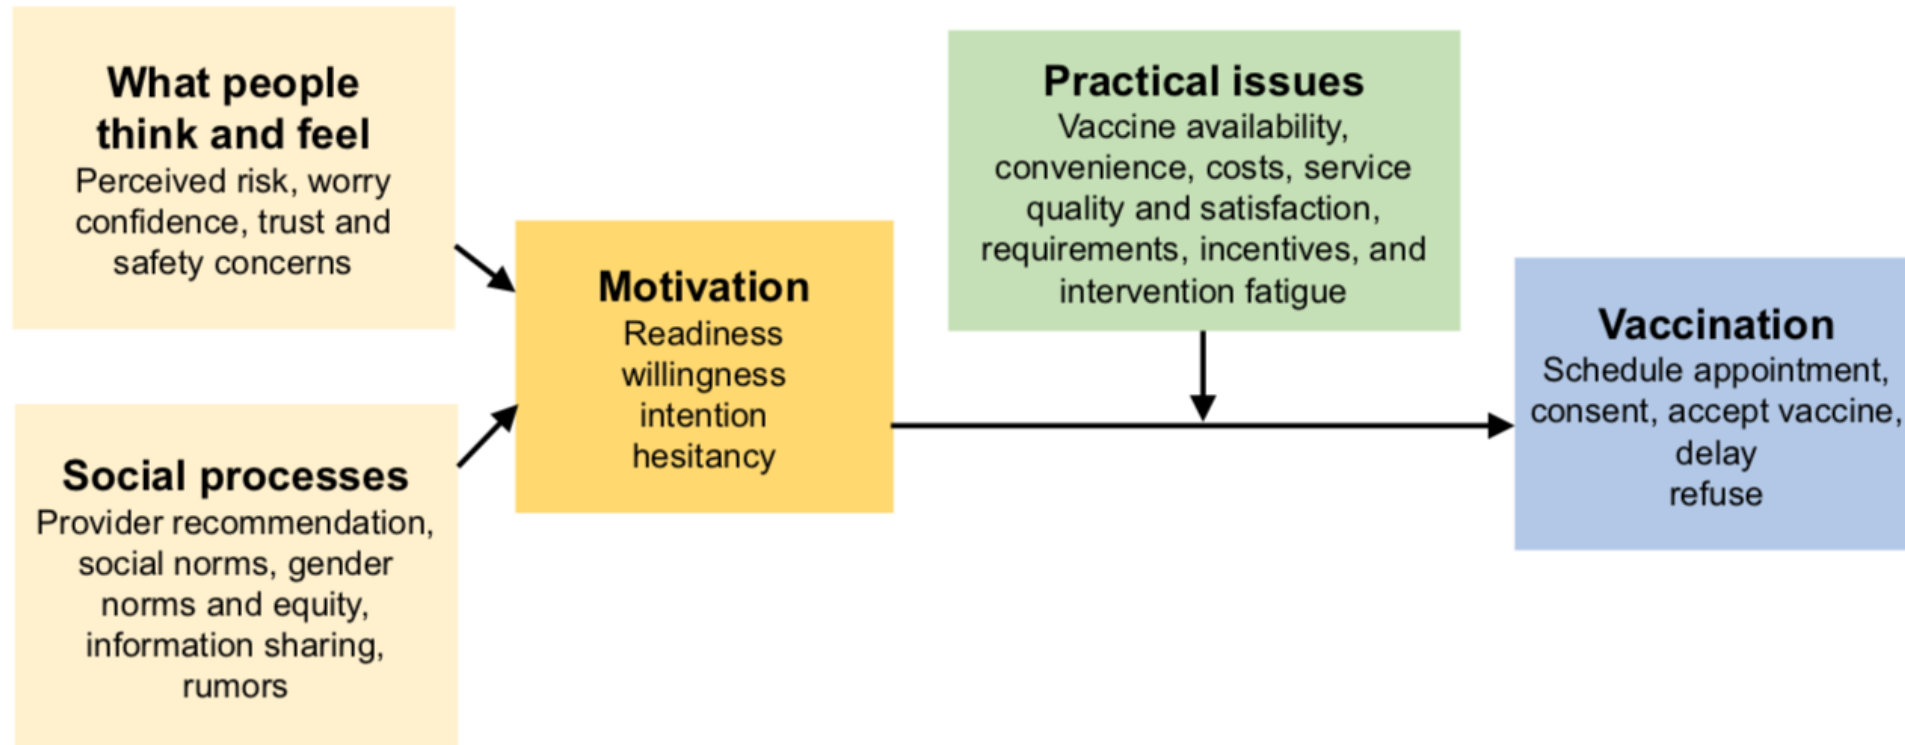 What people
think and feel
Perceived risk, worry
confidence, trust and
safety concerns
Social processes
Provider recommendation,
social norms, gender
norms and equity,
information sharing,
rumors
Motivation
Readiness
willingness
intention
hesitancy
Practical issues
Vaccine availability,
convenience, costs, service
quality and satisfaction,
requirements, incentives, and
intervention fatigue
Vaccination
Schedule appointment,
consent, accept vaccine,
delay
refuse